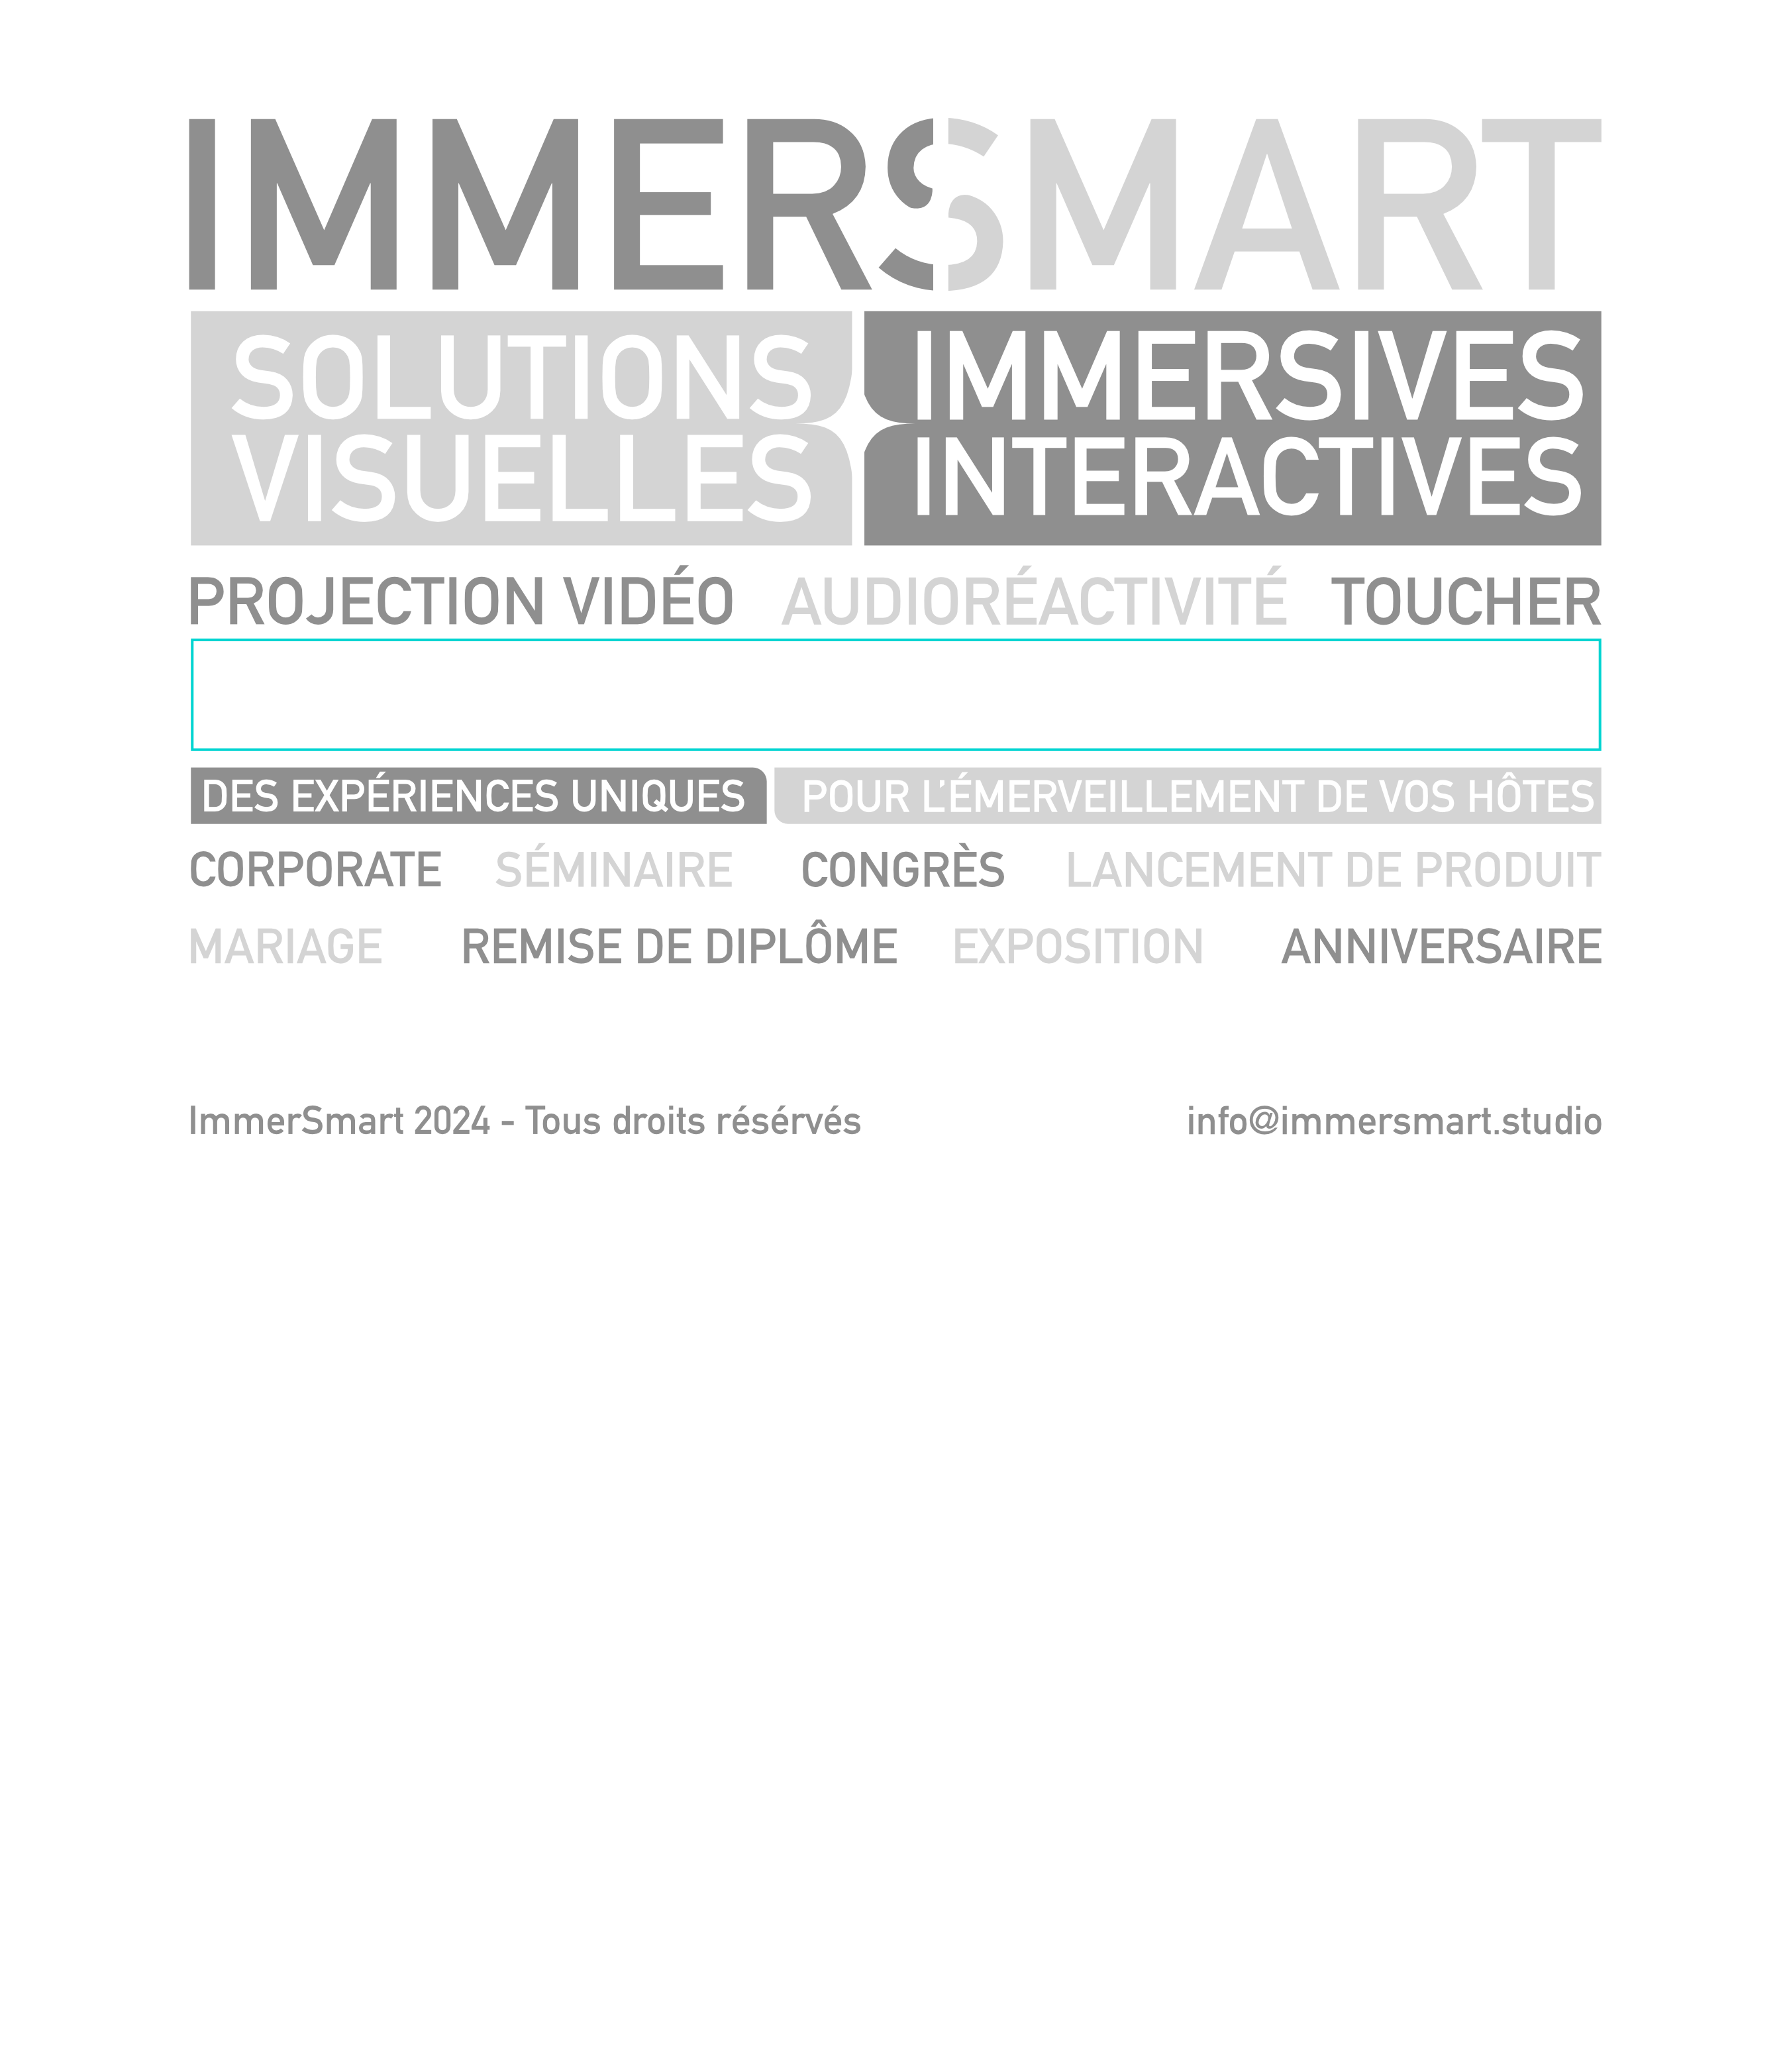 IMMERSMART
SOLUTIONS IMMERSIVES
VISUELLES INTERACTIVES
PROJECTION VIDÉO AUDIORÉACTIVITÉ TOUCHER
DES EXPÉRIENCES UNIQUES POUR L'ÉMERVEILLEMENT DE VOS HÔTES
CORPORATE SÉMINAIRE CONGRÈS LANCEMENT DE PRODUIT
MARIAGE REMISE DE DIPLÔME EXPOSITION ANNIVERSAIRE
ImmerSmart 2024 - Tous droits résérvés info@immersmart.studio